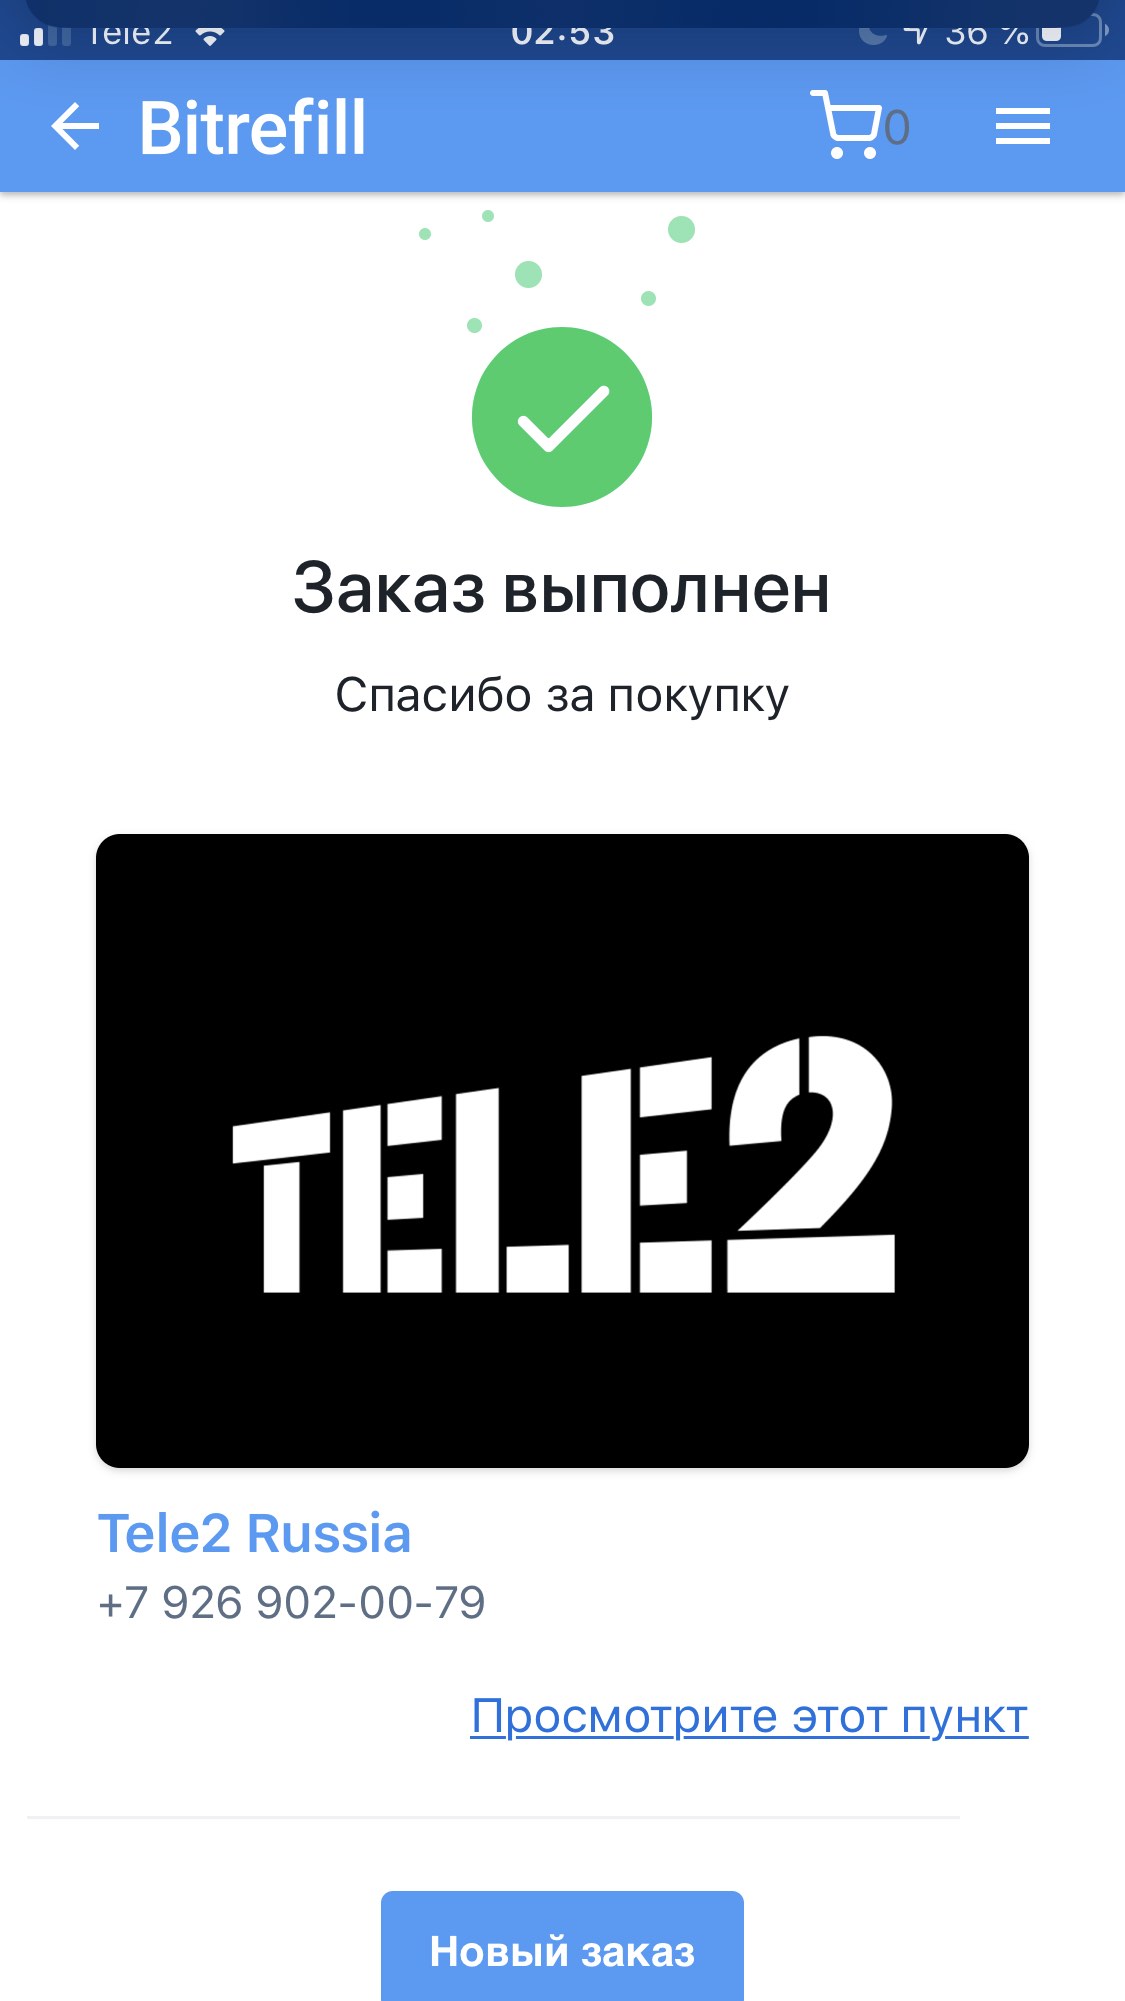 Tele2 02:53 36 %
Bitrefill 0
Заказ выполнен
Спасибо за покупку
TELE2
Tele2 Russia
+7 926 902-00-79
Просмотрите этот пункт
Новый заказ